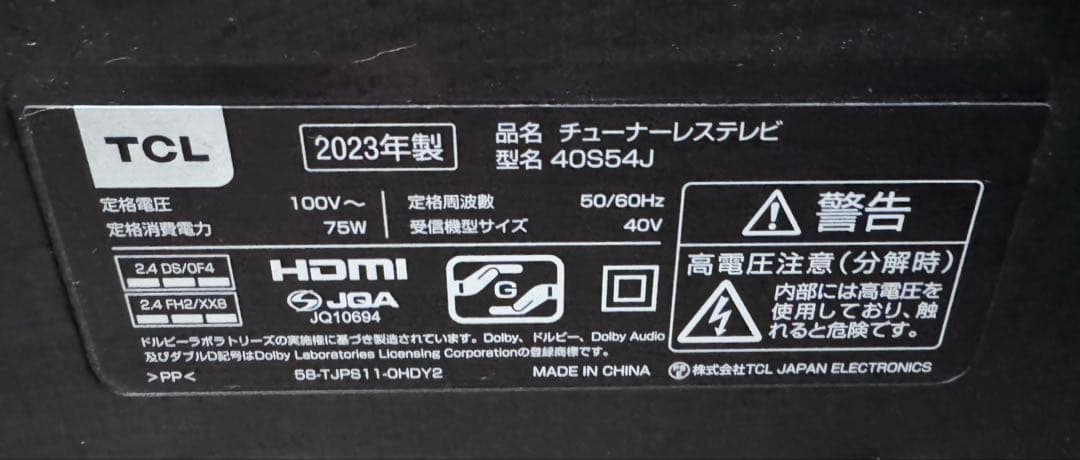 TCL
2023年製
品名 チューナーレステレビ
型名 40S54J
定格電圧 100V～
定格消費電力 75W
定格周波数 50/60Hz
受信機型サイズ 40V
2.4 DS/OF4
2.4 FH2/XX8
HDMI
JQA
JQ10694
G
警告
高電圧注意(分解時)
内部には高電圧を
使用しており、触
れると危険です。
ドルビーラボラトリーズの実施権に基づき製造されています。Dolby、ドルビー、Dolby Audio
及びダブルD記号はDolby Laboratories Licensing Corporationの登録商標です。
>PP< 5B-TJPS11-0HDY2 MADE IN CHINA 株式会社TCL JAPAN ELECTRONICS